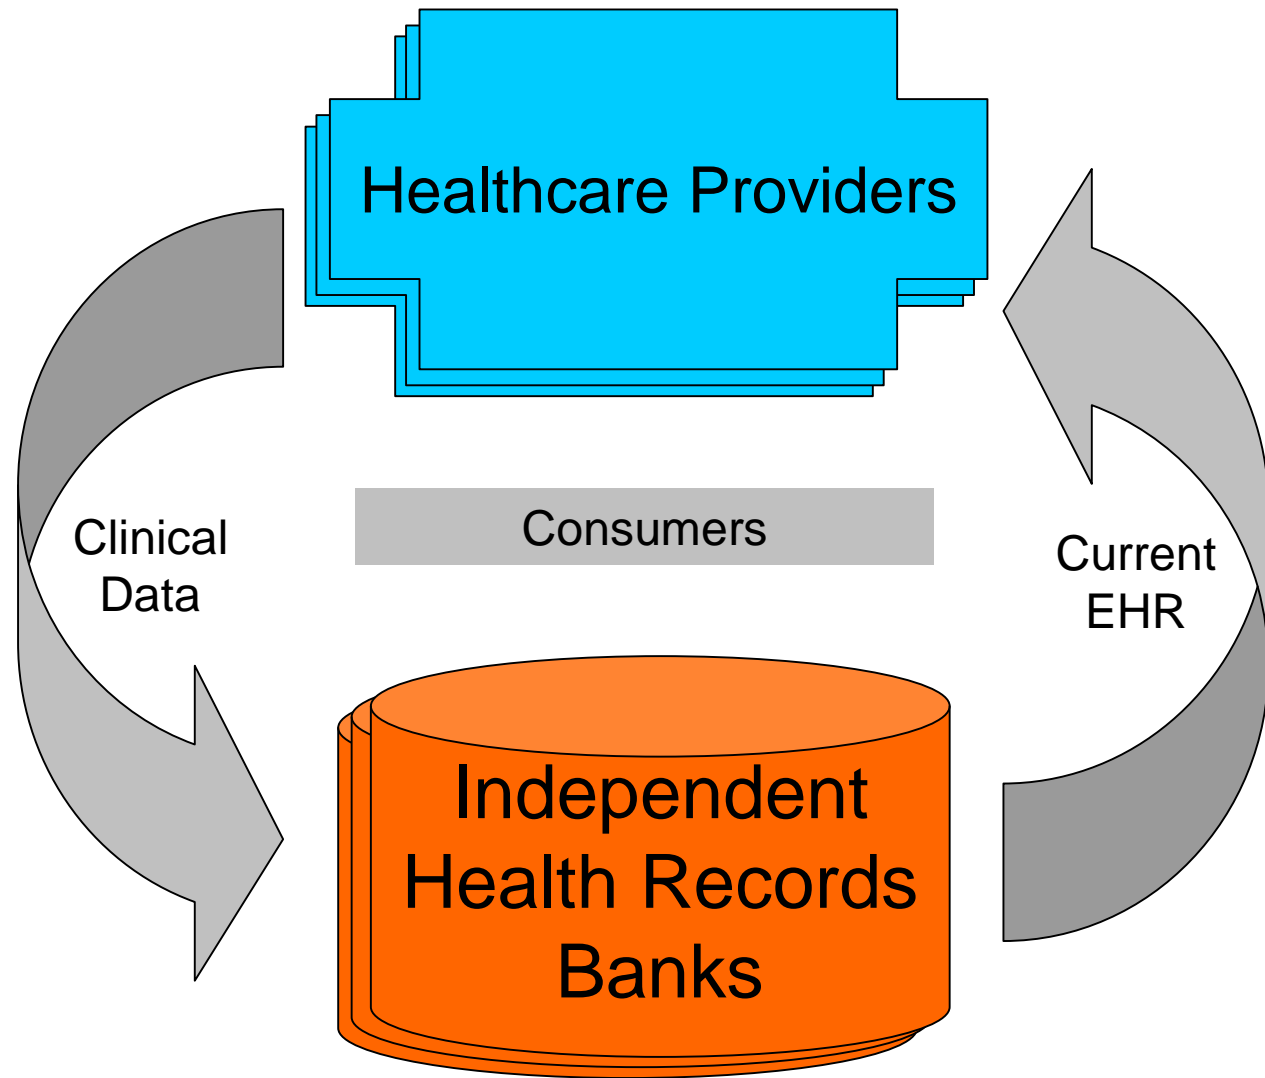 Healthcare Providers
Clinical
Data
Consumers
Current
EHR
Independent
Health Records
Banks